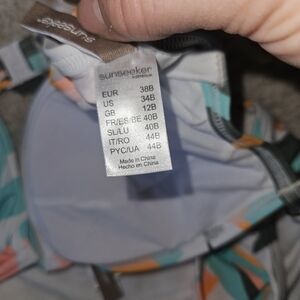 sunseeker
sunseeker
EUR 38B
US 34B
GB 12B
FR/ES/BE 40B
SL/LU 40B
IT/RO 44B
РУС/UA 44B
Made in China
Hecho en China